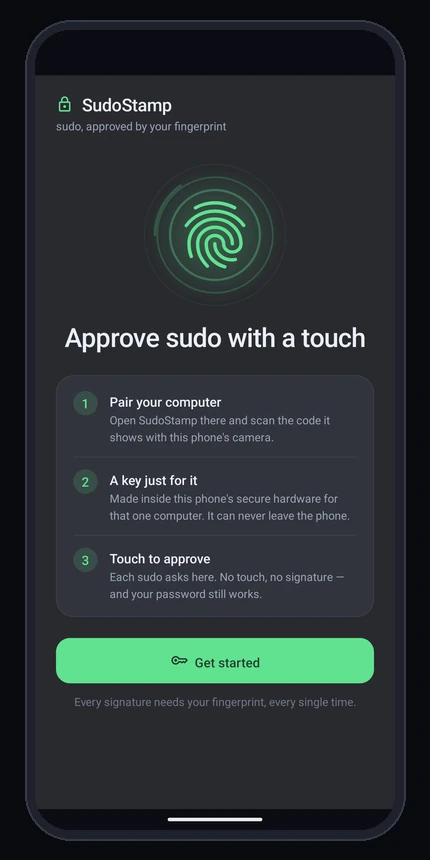 SudoStamp
sudo, approved by your fingerprint
Approve sudo with a touch
1
Pair your computer
Open SudoStamp there and scan the code it
shows with this phone's camera.
2
A key just for it
Made inside this phone's secure hardware for
that one computer. It can never leave the phone.
3
Touch to approve
Each sudo asks here. No touch, no signature —
and your password still works.
Get started
Every signature needs your fingerprint, every single time.